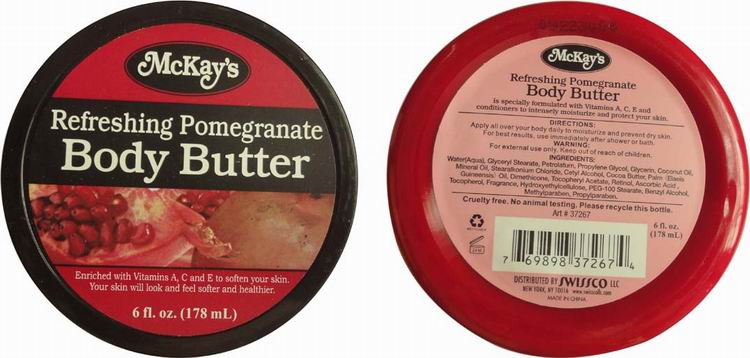 McKay's
Refreshing Pomegranate
Body Butter
Enriched with Vitamins A, C and E to soften your skin.
Your skin will look and feel softer and healthier.
6 fl. oz. (178 mL)
McKay's
Refreshing Pomegranate
Body Butter
is specially formulated with Vitamins A, C, E and
conditioners to intensely moisturize and protect your skin.
DIRECTIONS:
Apply all over your body daily to moisturize and prevent dry skin.
For best results, use immediately after shower or bath.
WARNING:
For external use only. Keep out of reach of children.
INGREDIENTS:
Water(Aqua), Glyceryl Stearate, Petrolatum, Propylene Glycol, Glycerin, Coconut Oil,
Mineral Oil, Stearalkonium Chloride, Cetyl Alcohol, Cocoa Butter, Palm (Elaeis
Guineensis) Oil, Dimethicone, Tocopheryl Acetate, Retinol, Ascorbic Acid,
Tocopherol, Fragrance, Hydroxyethylcellulose, PEG-100 Stearate, Benzyl Alcohol,
Methylparaben, Propylparaben.
Cruelty free. No animal testing. Please recycle this bottle.
Art # 37267
6 fl. oz.
(178 mL)
7 69898 37267 4
DISTRIBUTED BY SWISSCO LLC
NEW YORK, NY 10016 www.swisscollc.com
MADE IN CHINA